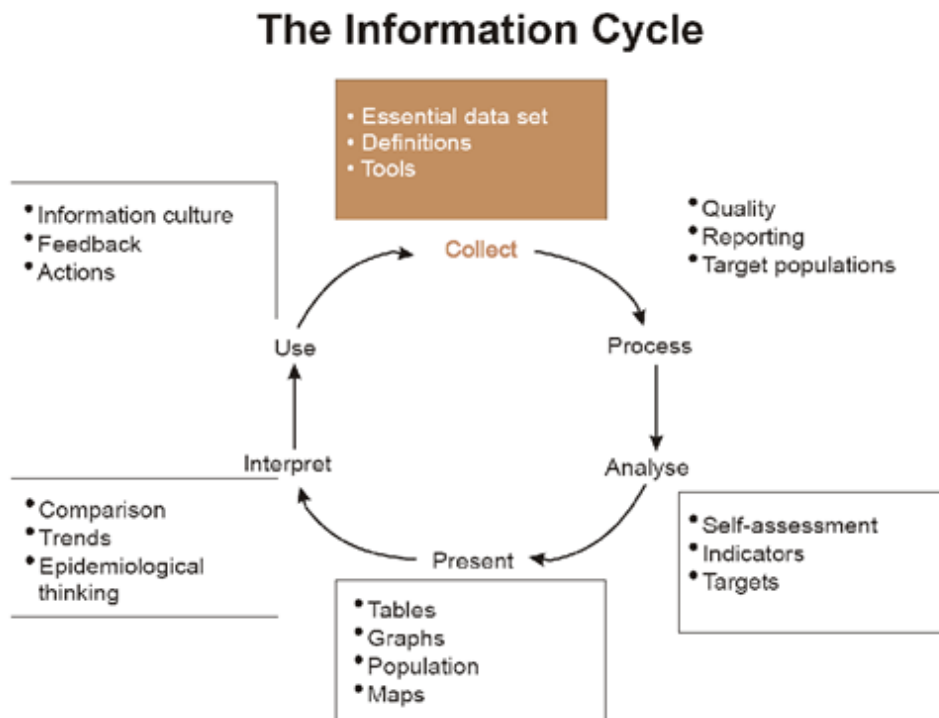 The Information Cycle
• Essential data set
• Definitions
• Tools
Collect
• Quality
• Reporting
• Target populations
Process
Analyse
• Self-assessment
• Indicators
• Targets
Present
• Tables
• Graphs
• Population
• Maps
Interpret
• Comparison
• Trends
• Epidemiological
thinking
Use
• Information culture
• Feedback
• Actions